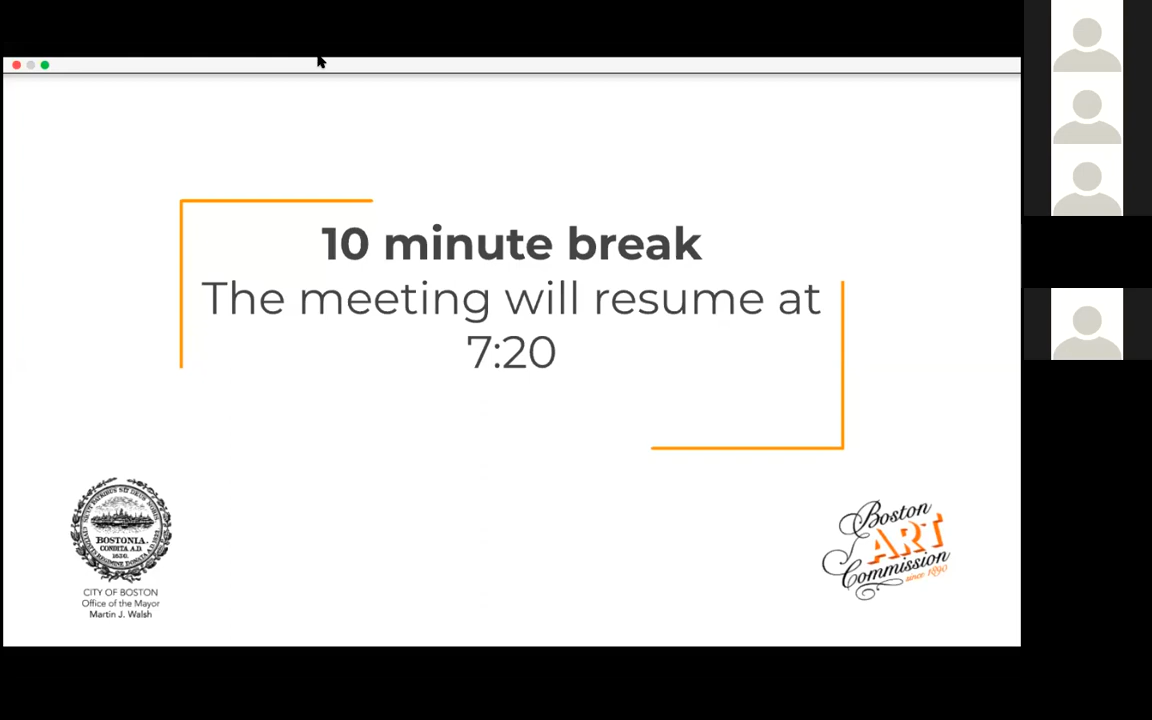 10 minute break
The meeting will resume at
7:20
BOSTONIA.
CONDITA A.D.
1630.
CITY OF BOSTON
Office of the Mayor
Martin J. Walsh
Boston
ART
Commission
since 1890